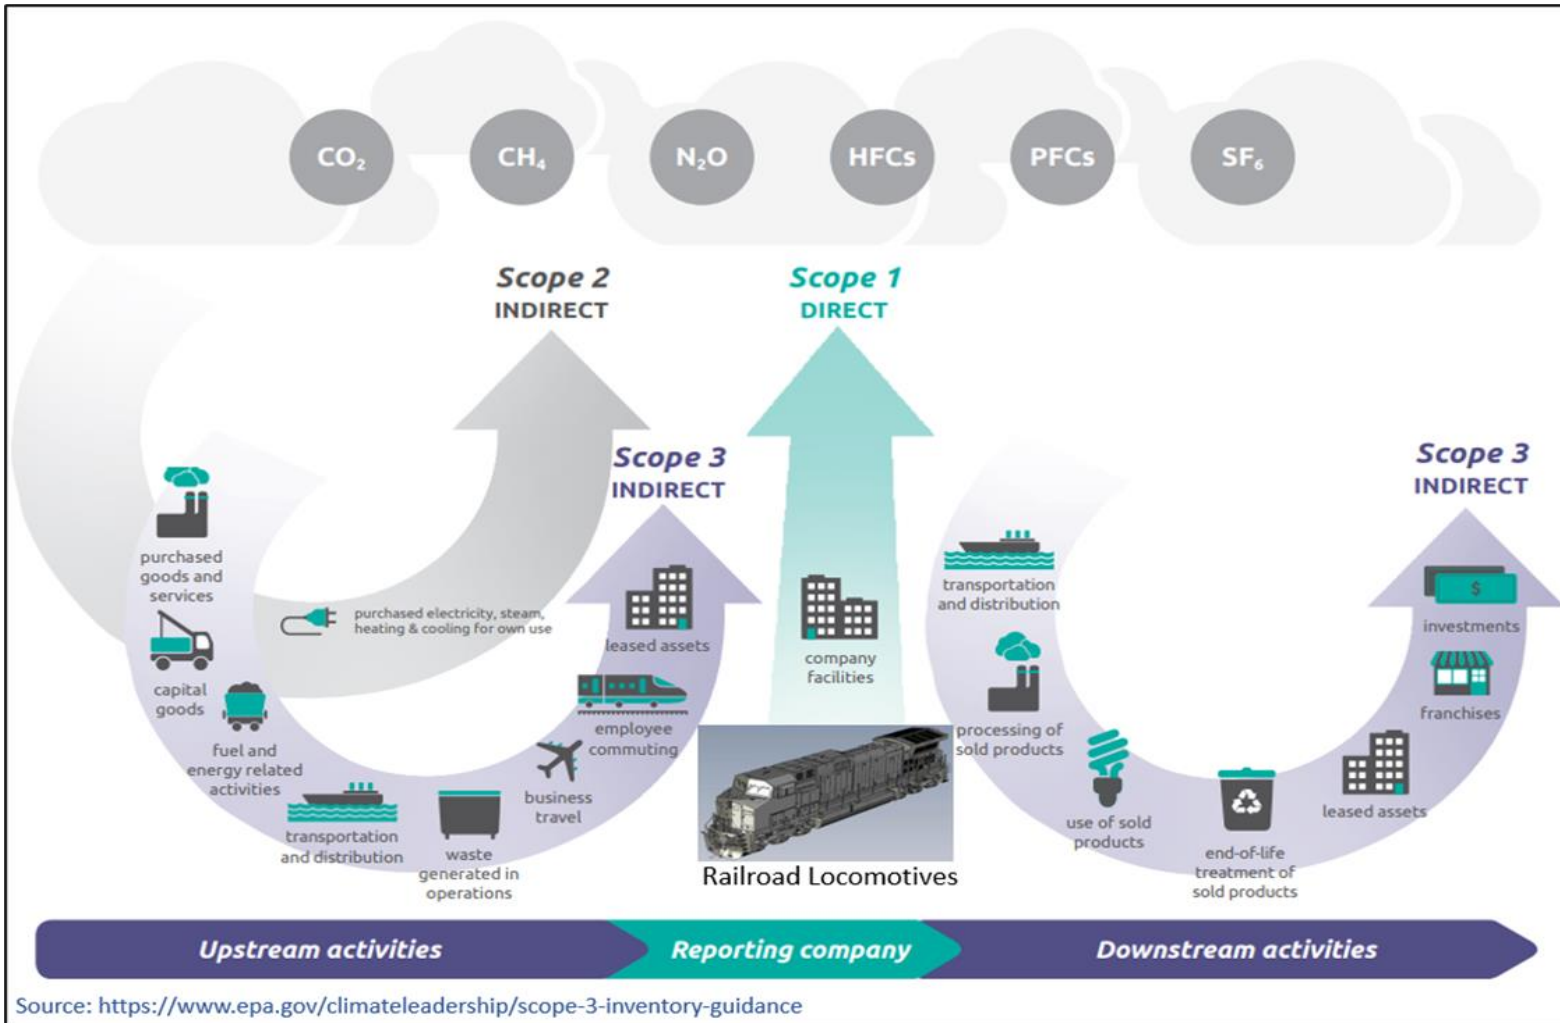 CO₂
CH₄
N₂O
HFCs
PFCs
SF₆
Scope 2
INDIRECT
Scope 1
DIRECT
Scope 3
INDIRECT
Scope 3
INDIRECT
purchased
goods and
services
capital
goods
fuel and
energy related
activities
purchased electricity, steam,
heating & cooling for own use
transportation
and distribution
waste
generated in
operations
business
travel
employee
commuting
leased assets
company
facilities
Railroad Locomotives
transportation
and distribution
processing of
sold products
use of sold
products
end-of-life
treatment of
sold products
leased assets
franchises
$
investments
Upstream activities
Reporting company
Downstream activities
Source: https://www.epa.gov/climateleadership/scope-3-inventory-guidance